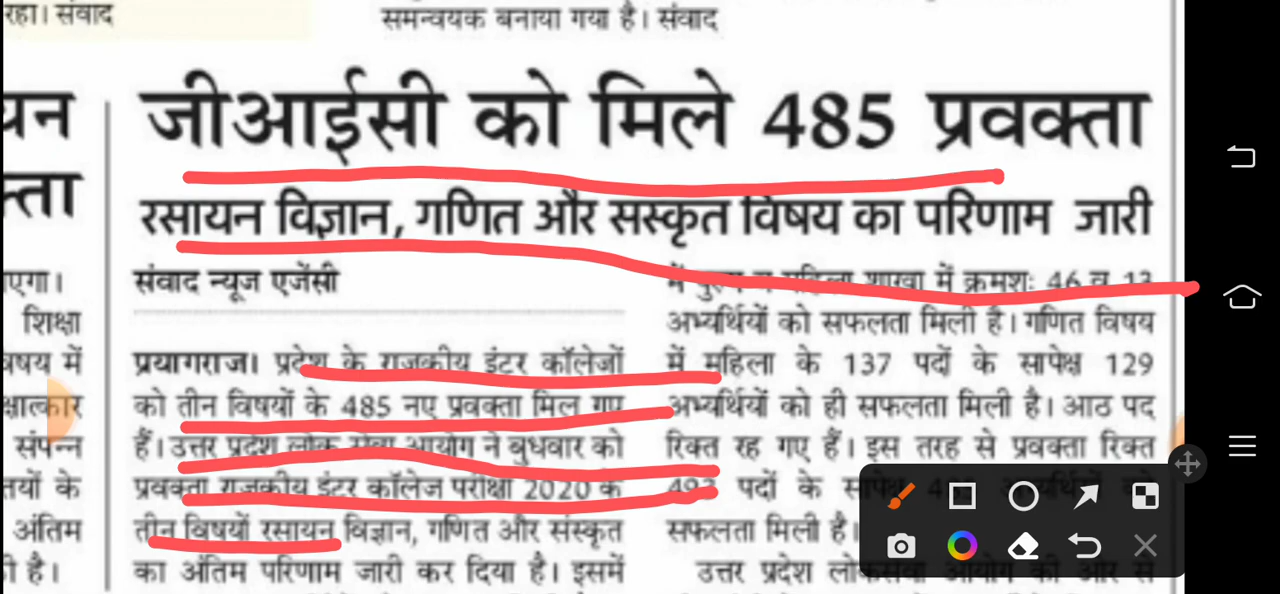 रहा। संवाद
समन्वयक बनाया गया है। संवाद
यन
क्ता
जीआईसी को मिले 485 प्रवक्ता
रसायन विज्ञान, गणित और संस्कृत विषय का परिणाम जारी
एगा।
शिक्षा
वषय में
क्षात्कार
संपन्न
तयों के
अंतिम
है।
संवाद न्यूज एजेंसी
प्रयागराज। प्रदेश के राजकीय इंटर कॉलेजों
को तीन विषयों के 485 नए प्रवक्ता मिल गए
हैं। उत्तर प्रदेश लोक सेवा आयोग ने बुधवार को
प्रवक्ता राजकीय इंटर कॉलेज परीक्षा 2020 के
तीन विषयों रसायन विज्ञान, गणित और संस्कृत
का अंतिम परिणाम जारी कर दिया है। इसमें
में पुरुष व महिला शाखा में क्रमशः 46 व 13
अभ्यर्थियों को सफलता मिली है। गणित विषय
में महिला के 137 पदों के सापेक्ष 129
अभ्यर्थियों को ही सफलता मिली है। आठ पद
रिक्त रह गए हैं। इस तरह से प्रवक्ता रिक्त
493 पदों के सापेक्ष
सफलता मिली है।
उत्तर प्रदेश लोकसेवा आयोग की ओर से